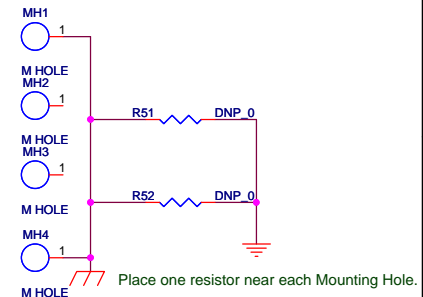 MH1
1
M HOLE
MH2
1
M HOLE
R51 DNP_0
MH3
1
M HOLE
R52 DNP_0
MH4
1
M HOLE
Place one resistor near each Mounting Hole.